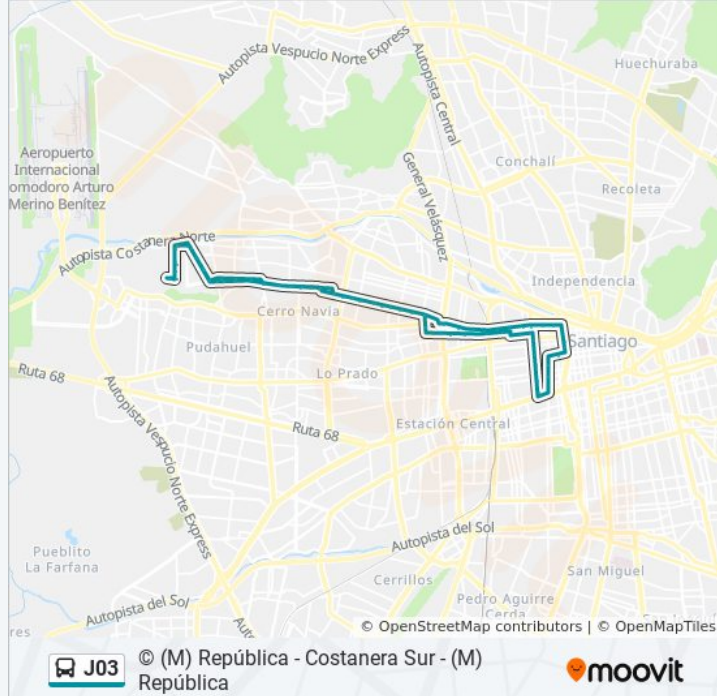 Autopista Vespucio Norte Express
Autopista Central
Huechuraba
Aeropuerto
Internacional
omodoro Arturo
Merino Benítez
General Velásquez
Conchalí
Recoleta
Autopista Costanera Norte
Independencia
Cerro Navia
Santiago
Pudahuel
Ruta 68
Lo Prado
Autopista Vespucio Norte Express
Estación Central
Ruta 68
Autopista del Sol
Pueblito
La Farfana
San Miguel
Cerrillos
Pedro Aguirre
Cerda
Autopista del Sol
Au
res
© OpenStreetMap contributors | © OpenMapTiles
J03
© (M) República - Costanera Sur - (M)
República
moovit